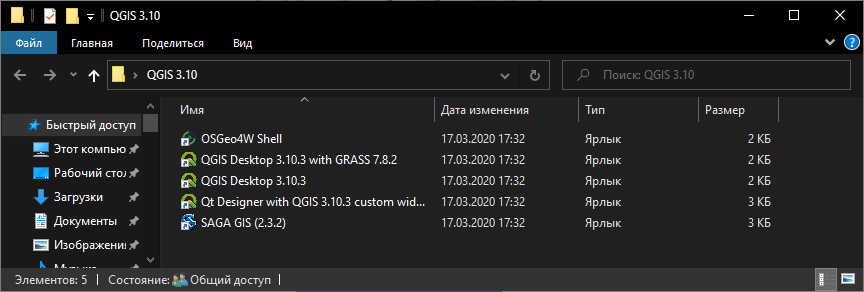 QGIS 3.10
Файл Главная Поделиться Вид
QGIS 3.10 Поиск: QGIS 3.10
Имя Дата изменения Тип Размер
Быстрый доступ
Этот компью
Рабочий стол
Загрузки
Документы
Изображения
Музыка
OSGeo4W Shell 17.03.2020 17:32 Ярлык 2 КБ
QGIS Desktop 3.10.3 with GRASS 7.8.2 17.03.2020 17:32 Ярлык 2 КБ
QGIS Desktop 3.10.3 17.03.2020 17:32 Ярлык 2 КБ
Qt Designer with QGIS 3.10.3 custom wid... 17.03.2020 17:32 Ярлык 3 КБ
SAGA GIS (2.3.2) 17.03.2020 17:32 Ярлык 3 КБ
Элементов: 5 Состояние: Общий доступ